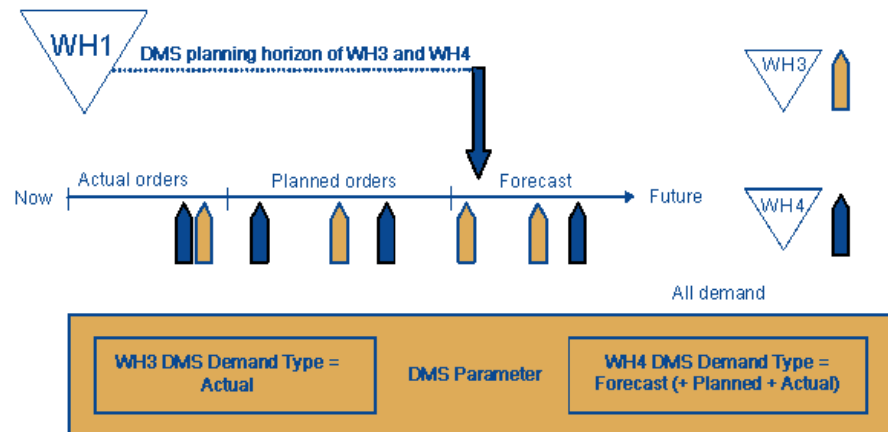 WH1
DMS planning horizon of WH3 and WH4
WH3
Actual orders
Planned orders
Forecast
Now
Future
WH4
All demand
WH3 DMS Demand Type =
Actual
DMS Parameter
WH4 DMS Demand Type =
Forecast (+ Planned + Actual)